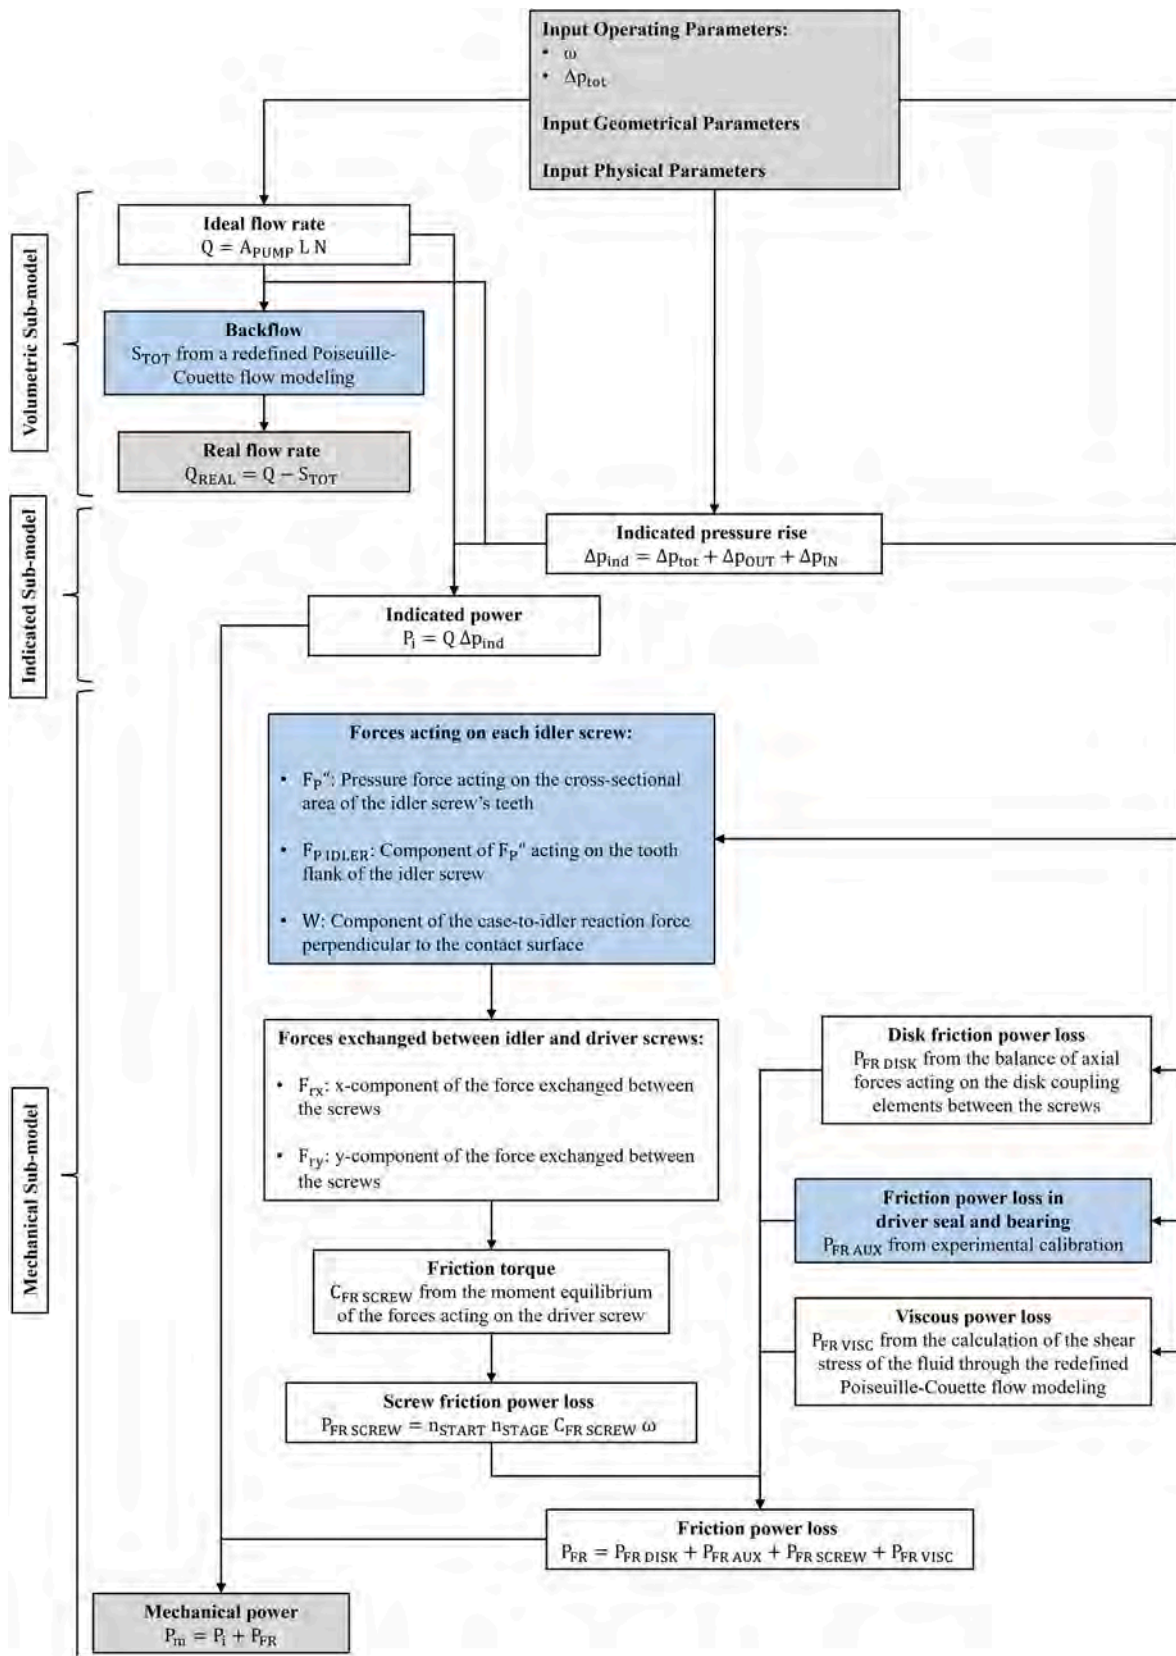 Input Operating Parameters:
• ω
• Δp_tot
Input Geometrical Parameters
Input Physical Parameters
Volumetric Sub-model
Ideal flow rate
Q = A_PUMP L N
Backflow
S_TOT from a redefined Poiseuille-
Couette flow modeling
Real flow rate
Q_REAL = Q − S_TOT
Indicated Sub-model
Indicated pressure rise
Δp_ind = Δp_tot + Δp_OUT + Δp_IN
Indicated power
P_i = Q Δp_ind
Mechanical Sub-model
Forces acting on each idler screw:
• F_P″: Pressure force acting on the cross-sectional
area of the idler screw's teeth
• F_P IDLER: Component of F_P″ acting on the tooth
flank of the idler screw
• W: Component of the case-to-idler reaction force
perpendicular to the contact surface
Forces exchanged between idler and driver screws:
• F_rx: x-component of the force exchanged between
the screws
• F_ry: y-component of the force exchanged between
the screws
Friction torque
C_FR SCREW from the moment equilibrium
of the forces acting on the driver screw
Screw friction power loss
P_FR SCREW = n_START n_STAGE C_FR SCREW ω
Disk friction power loss
P_FR DISK from the balance of axial
forces acting on the disk coupling
elements between the screws
Friction power loss in
driver seal and bearing
P_FR AUX from experimental calibration
Viscous power loss
P_FR VISC from the calculation of the shear
stress of the fluid through the redefined
Poiseuille-Couette flow modeling
Friction power loss
P_FR = P_FR DISK + P_FR AUX + P_FR SCREW + P_FR VISC
Mechanical power
P_m = P_i + P_FR